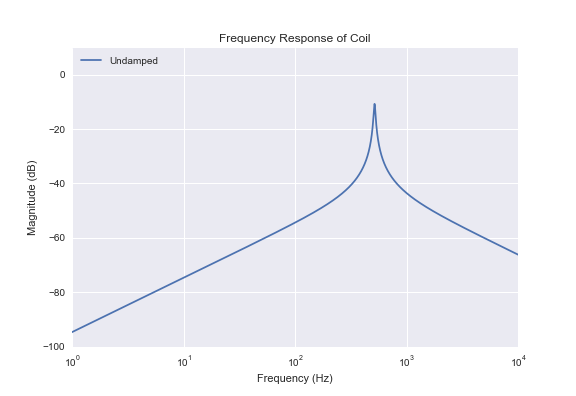 Frequency Response of Coil
Undamped
0
−20
−40
−60
−80
−100
Magnitude (dB)
10^0 10^1 10^2 10^3 10^4
Frequency (Hz)